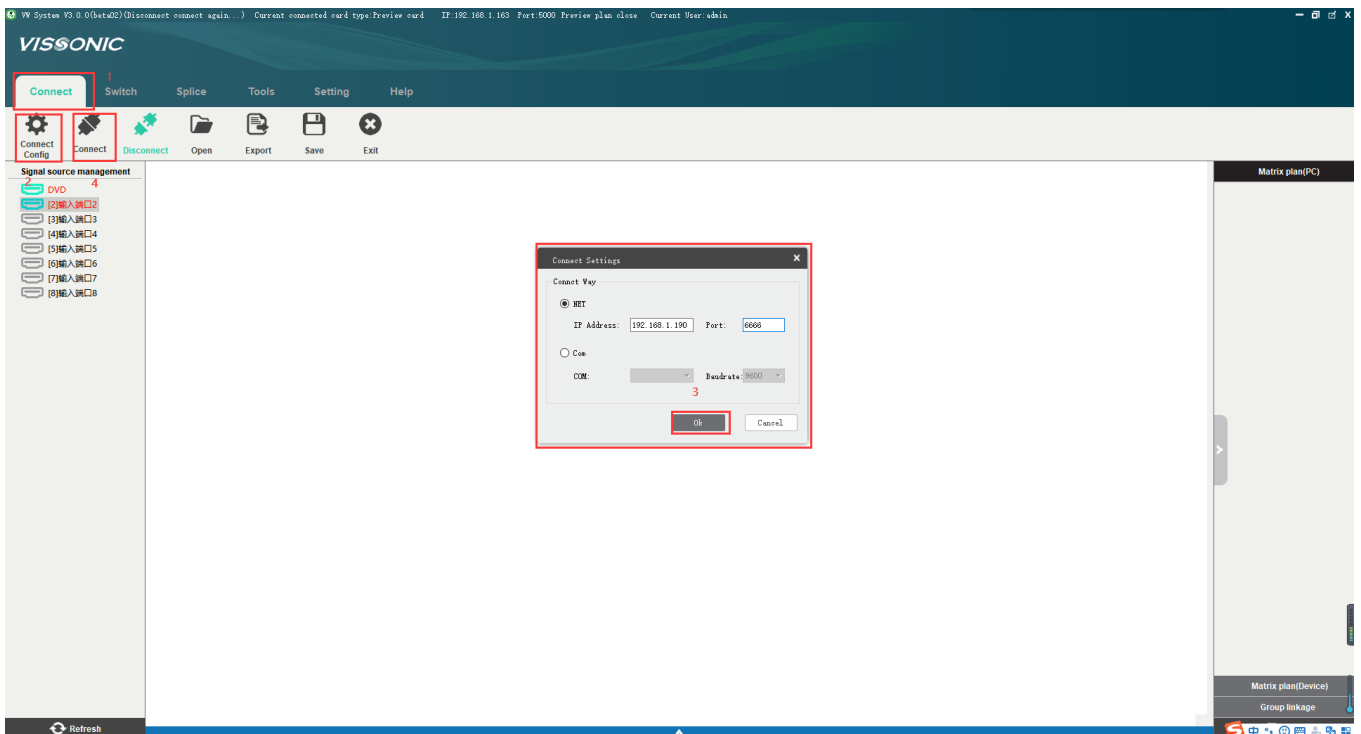 VW System V3.0.0(beta02)(Disconnect connect again...) Current connected card type:Preview card IP:192.168.1.163 Port:5000 Preview plan close Current User:admin
VISSONIC
1
Connect Switch Splice Tools Setting Help
Connect Config Connect Disconnect Open Export Save Exit
Signal source management
Matrix plan(PC)
2 4
DVD
[2]输入端口2
[3]输入端口3
[4]输入端口4
[5]输入端口5
[6]输入端口6
[7]输入端口7
[8]输入端口8
Connect Settings
Connct Way
NET
IP Address: 192.168.1.190 Port: 6666
Com
COM: Baudrate: 9600
3
Ok Cancel
Matrix plan(Device)
Group linkage
Refresh
中